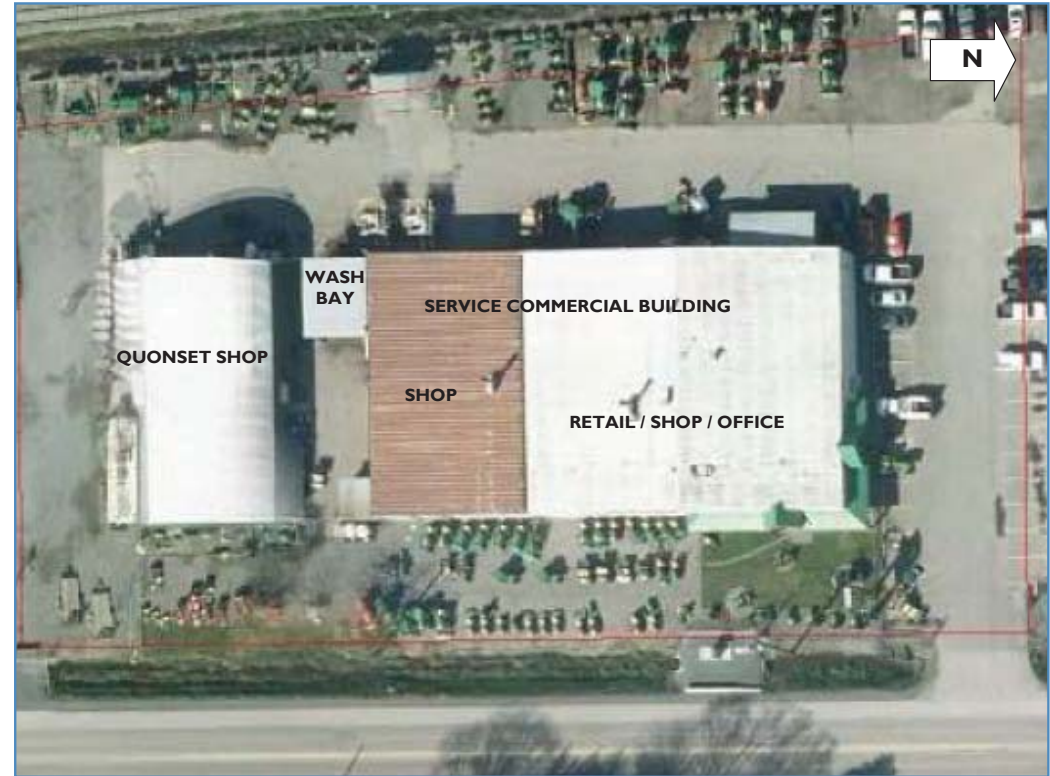 N
WASH
BAY
SERVICE COMMERCIAL BUILDING
QUONSET SHOP
SHOP
RETAIL / SHOP / OFFICE